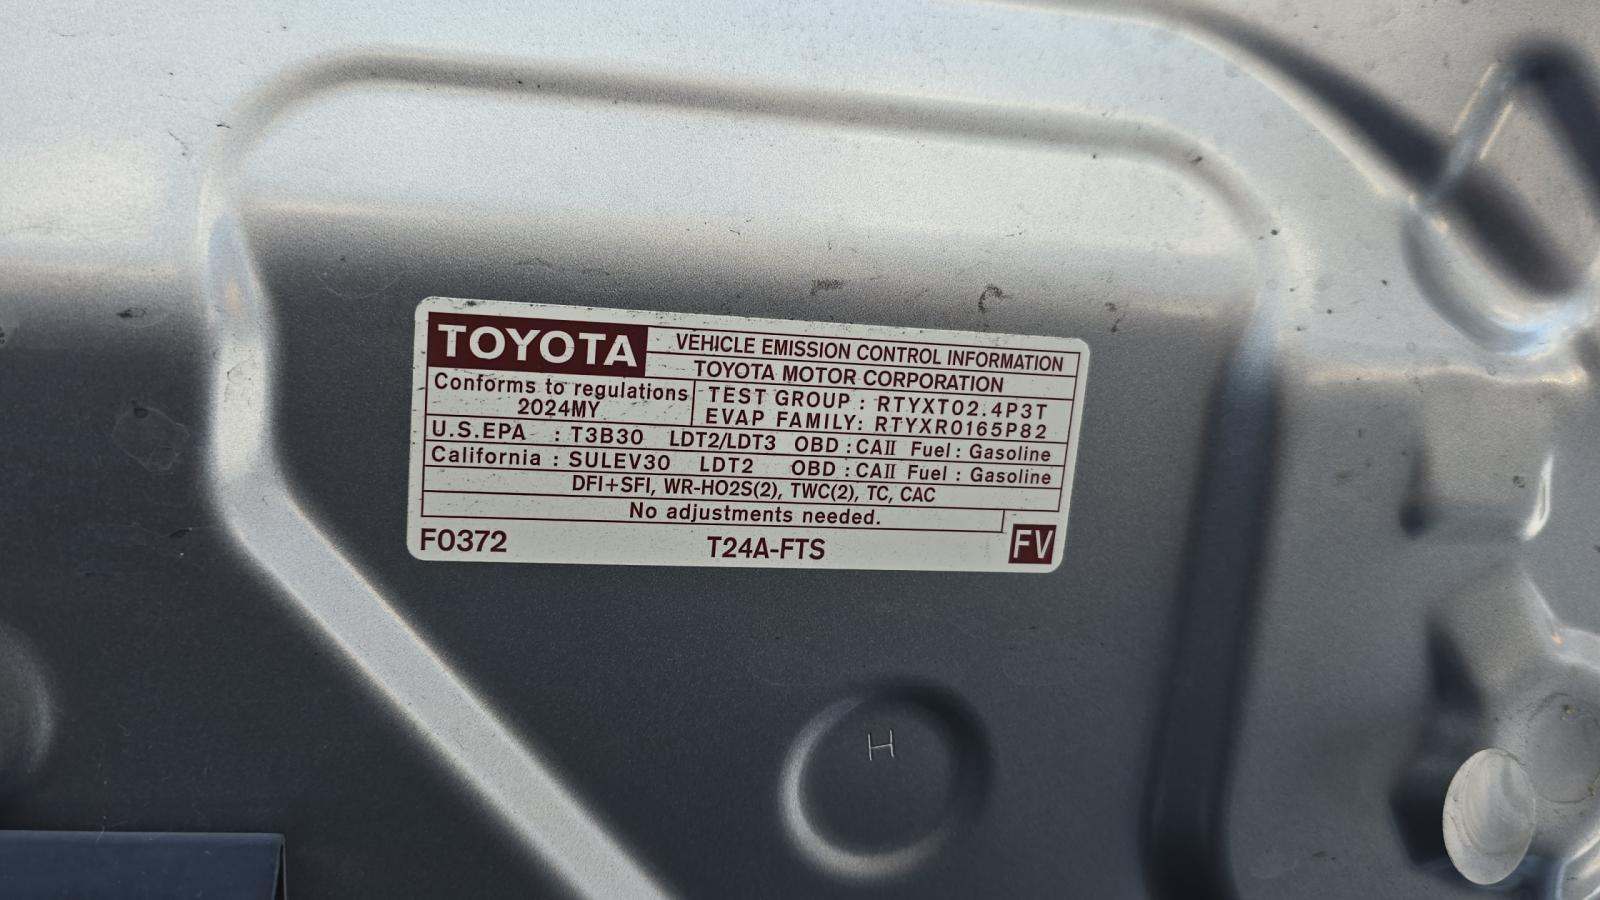 TOYOTA VEHICLE EMISSION CONTROL INFORMATION
TOYOTA MOTOR CORPORATION
Conforms to regulations
2024MY
TEST GROUP : RTYXT02.4P3T
EVAP FAMILY: RTYXR0165P82
U.S.EPA : T3B30 LDT2/LDT3 OBD : CAII Fuel : Gasoline
California : SULEV30 LDT2 OBD : CAII Fuel : Gasoline
DFI+SFI, WR-HO2S(2), TWC(2), TC, CAC
No adjustments needed.
F0372 T24A-FTS FV
H